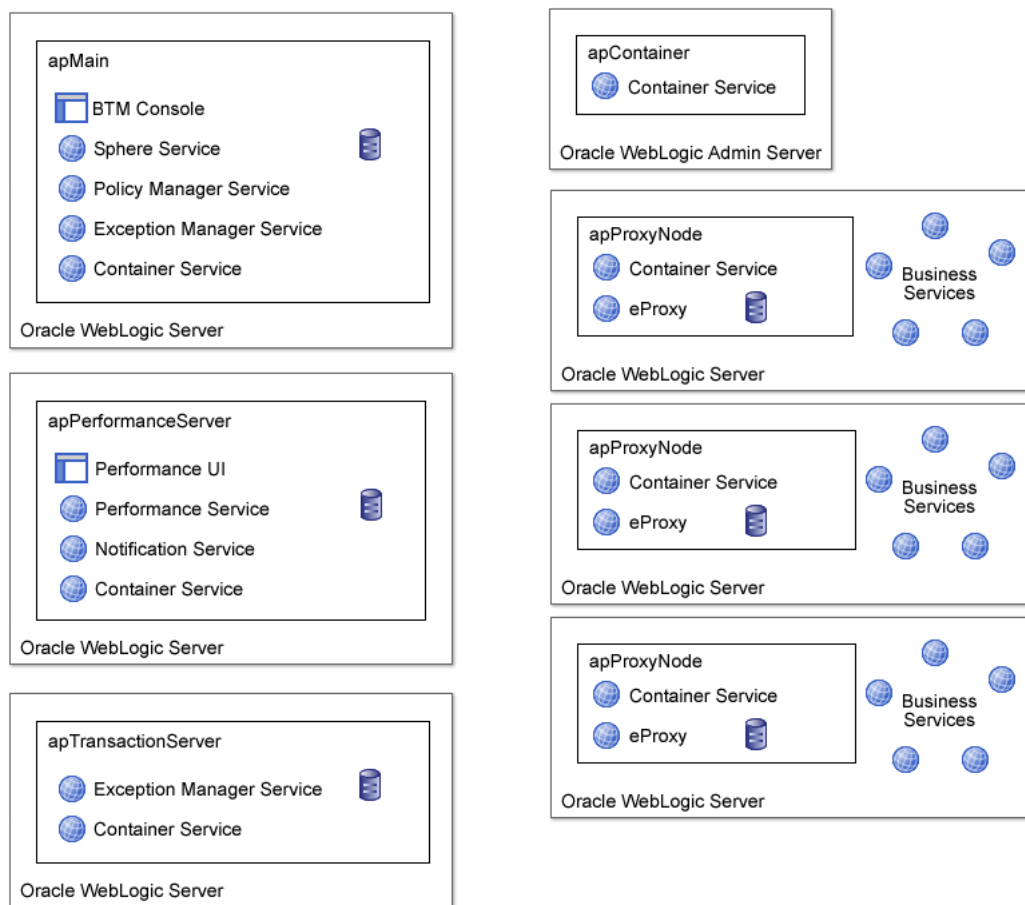 apMain
BTM Console
Sphere Service
Policy Manager Service
Exception Manager Service
Container Service
Oracle WebLogic Server
apPerformanceServer
Performance UI
Performance Service
Notification Service
Container Service
Oracle WebLogic Server
apTransactionServer
Exception Manager Service
Container Service
Oracle WebLogic Server
apContainer
Container Service
Oracle WebLogic Admin Server
apProxyNode
Container Service
eProxy
Business
Services
Oracle WebLogic Server
apProxyNode
Container Service
eProxy
Business
Services
Oracle WebLogic Server
apProxyNode
Container Service
eProxy
Business
Services
Oracle WebLogic Server